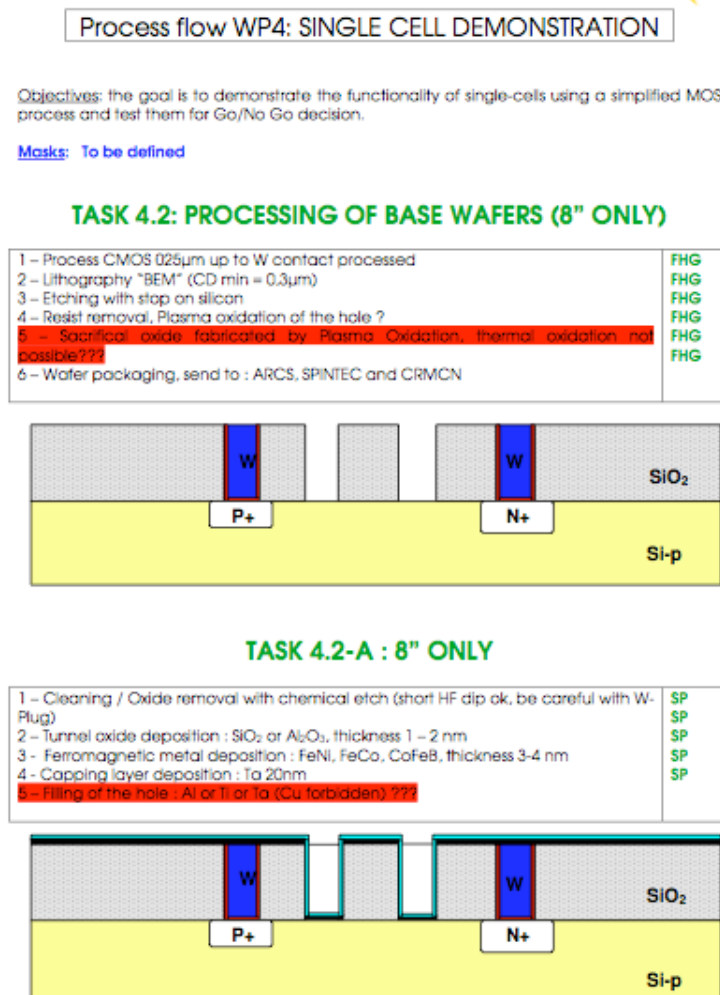 Process flow WP4: SINGLE CELL DEMONSTRATION
Objectives: the goal is to demonstrate the functionality of single-cells using a simplified MOS
process and test them for Go/No Go decision.
Masks: To be defined
TASK 4.2: PROCESSING OF BASE WAFERS (8" ONLY)
1 – Process CMOS 025µm up to W contact processed FHG
2 – Lithography "BEM" (CD min = 0,3µm) FHG
3 – Etching with stop on silicon FHG
4 – Resist removal, Plasma oxidation of the hole ? FHG
5 – Sacrifical oxide fabricated by Plasma Oxidation, thermal oxidation not FHG
possible??? FHG
6 – Wafer packaging, send to : ARCS, SPINTEC and CRMCN
W W
SiO₂
P+ N+
Si-p
TASK 4.2-A : 8" ONLY
1 – Cleaning / Oxide removal with chemical etch (short HF dip ok, be careful with W- SP
Plug) SP
2 – Tunnel oxide deposition : SiO₂ or Al₂O₃, thickness 1 – 2 nm SP
3 - Ferromagnetic metal deposition : FeNi, FeCo, CoFeB, thickness 3-4 nm SP
4 - Capping layer deposition : Ta 20nm SP
5 – Filling of the hole : Al or Ti or Ta (Cu forbidden) ???
W W
SiO₂
P+ N+
Si-p